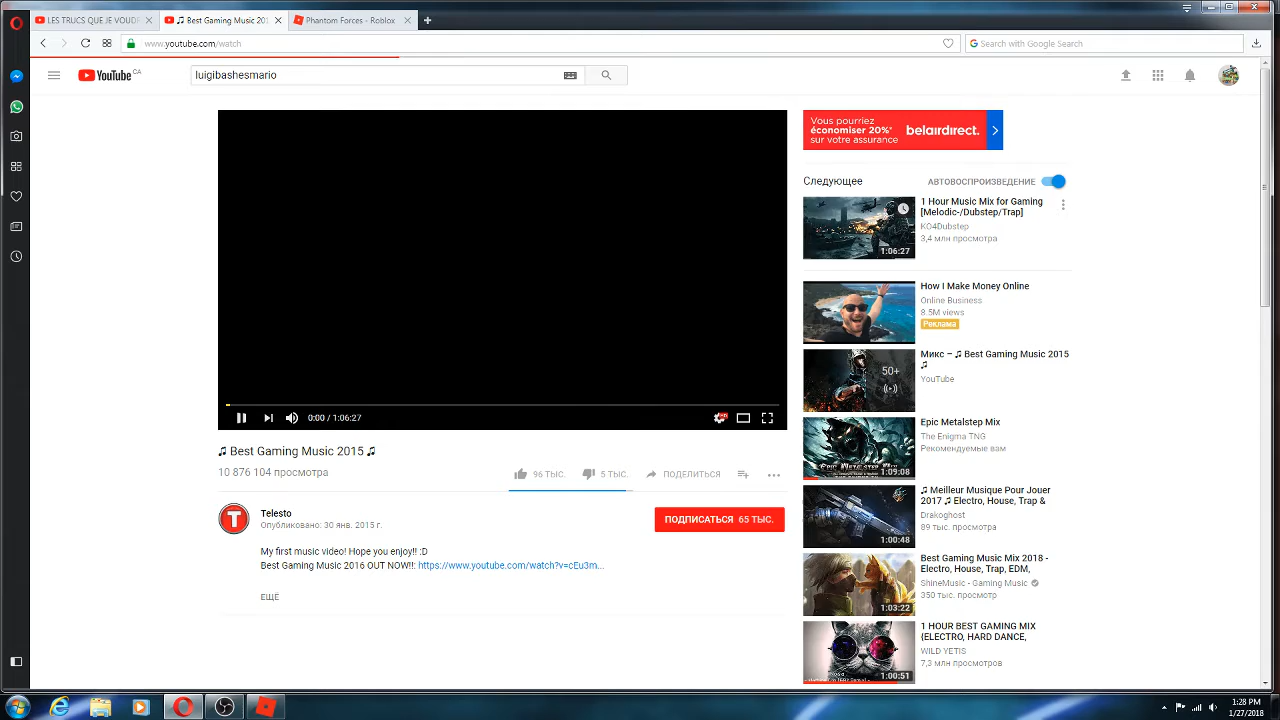 LES TRUCS QUE JE VOUD
♫ Best Gaming Music 201
Phantom Forces - Roblox
www.youtube.com/watch
Search with Google Search
YouTube CA
luigibashesmario
Vous pourriez
économiser 20%*
sur votre assurance
belairdirect.
Следующее
АВТОВОСПРОИЗВЕДЕНИЕ
1 Hour Music Mix for Gaming
[Melodic-/Dubstep/Trap]
KO4Dubstep
3,4 млн просмотра
1:06:27
How I Make Money Online
Online Business
8.5M views
Реклама
Микс – ♫ Best Gaming Music 2015
♫
YouTube
50+
Epic Metalstep Mix
The Enigma TNG
Рекомендуемые вам
EPIC METALSTEP MIX
1:09:08
♫ Meilleur Musique Pour Jouer
2017 ♫ Electro, House, Trap &
Drakoghost
89 тыс. просмотра
1:00:48
Best Gaming Music Mix 2018 -
Electro, House, Trap, EDM,
ShineMusic - Gaming Music
350 тыс. просмотр
1:03:22
1 HOUR BEST GAMING MIX
{ELECTRO, HARD DANCE,
WILD YETIS
7,3 млн просмотров
1:00:51
0:00 / 1:06:27
HD
♫ Best Gaming Music 2015 ♫
10 876 104 просмотра
96 ТЫС.
5 ТЫС.
ПОДЕЛИТЬСЯ
T
Telesto
Опубликовано: 30 янв. 2015 г.
ПОДПИСАТЬСЯ 65 ТЫС.
My first music video! Hope you enjoy!! :D
Best Gaming Music 2016 OUT NOW!!: https://www.youtube.com/watch?v=cEu3m...
ЕЩЁ
1:28 PM
1/27/2018